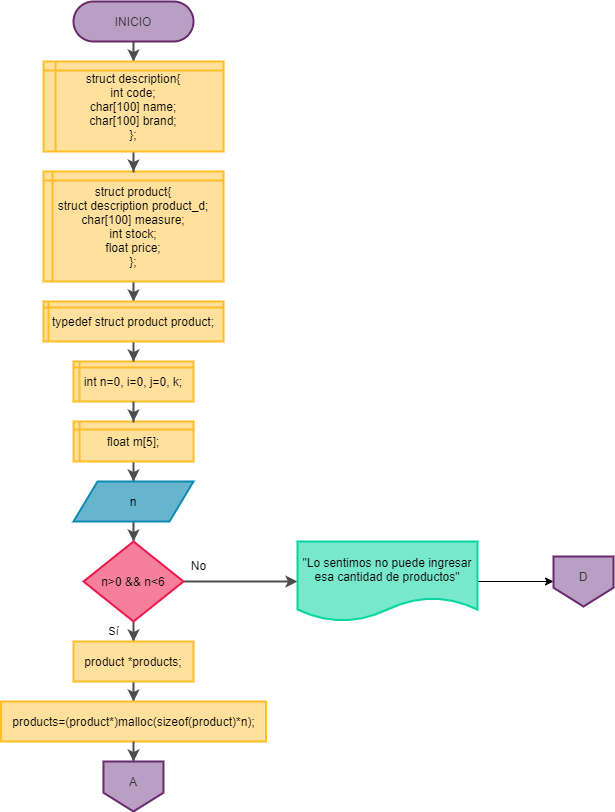 INICIO
struct description{
int code;
char[100] name;
char[100] brand;
};
struct product{
struct description product_d;
char[100] measure;
int stock;
float price;
};
typedef struct product product;
int n=0, i=0, j=0, k;
float m[5];
n
n>0 && n<6
No
"Lo sentimos no puede ingresar
esa cantidad de productos"
D
Sí
product *products;
products=(product*)malloc(sizeof(product)*n);
A